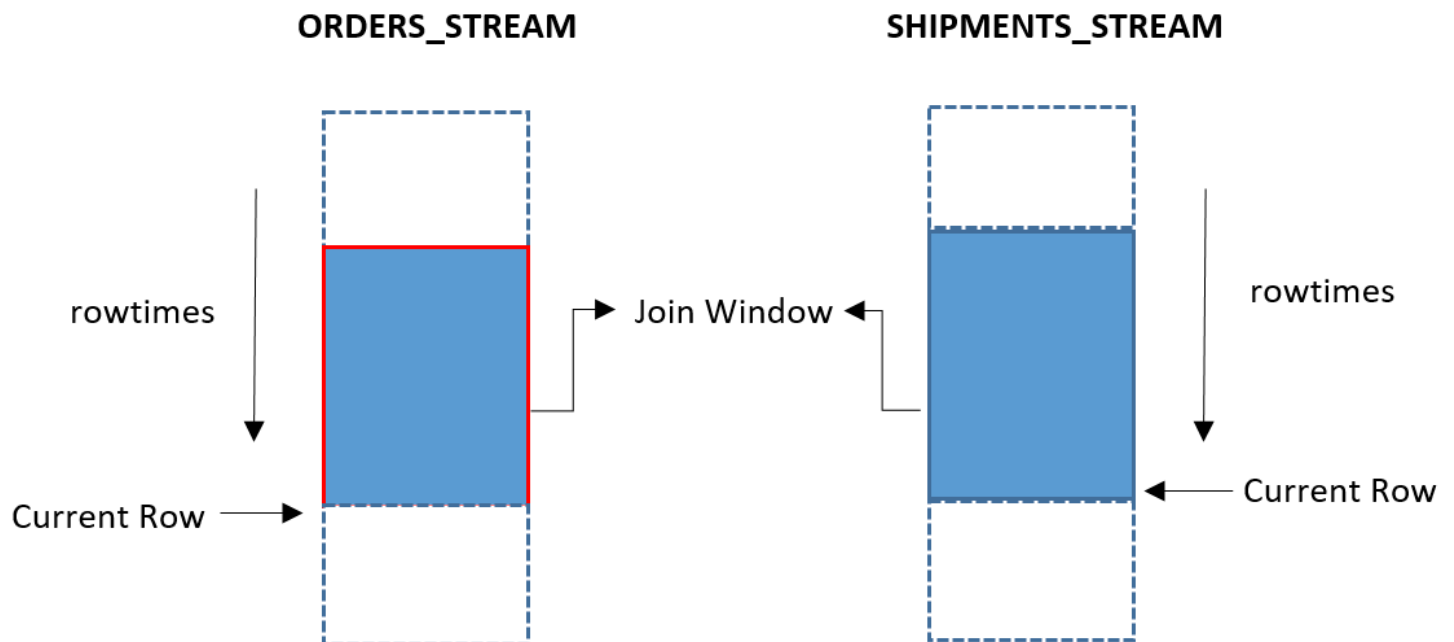 ORDERS_STREAM
SHIPMENTS_STREAM
rowtimes
Join Window
rowtimes
Current Row
Current Row